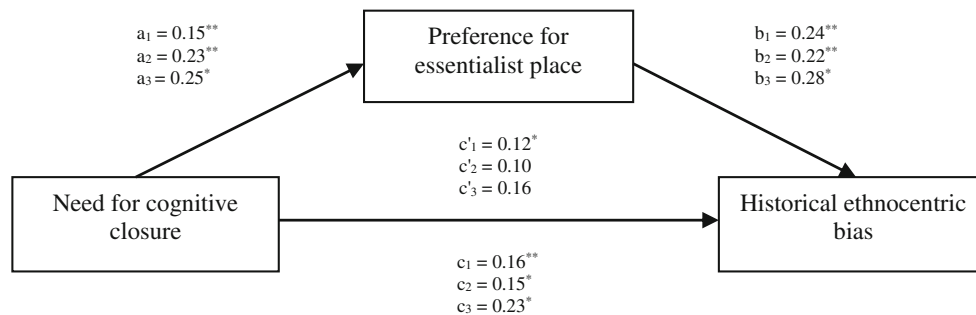 a₁ = 0.15**
a₂ = 0.23**
a₃ = 0.25*
Preference for
essentialist place
b₁ = 0.24**
b₂ = 0.22**
b₃ = 0.28*
c'₁ = 0.12*
c'₂ = 0.10
c'₃ = 0.16
Need for cognitive
closure
Historical ethnocentric
bias
c₁ = 0.16**
c₂ = 0.15*
c₃ = 0.23*